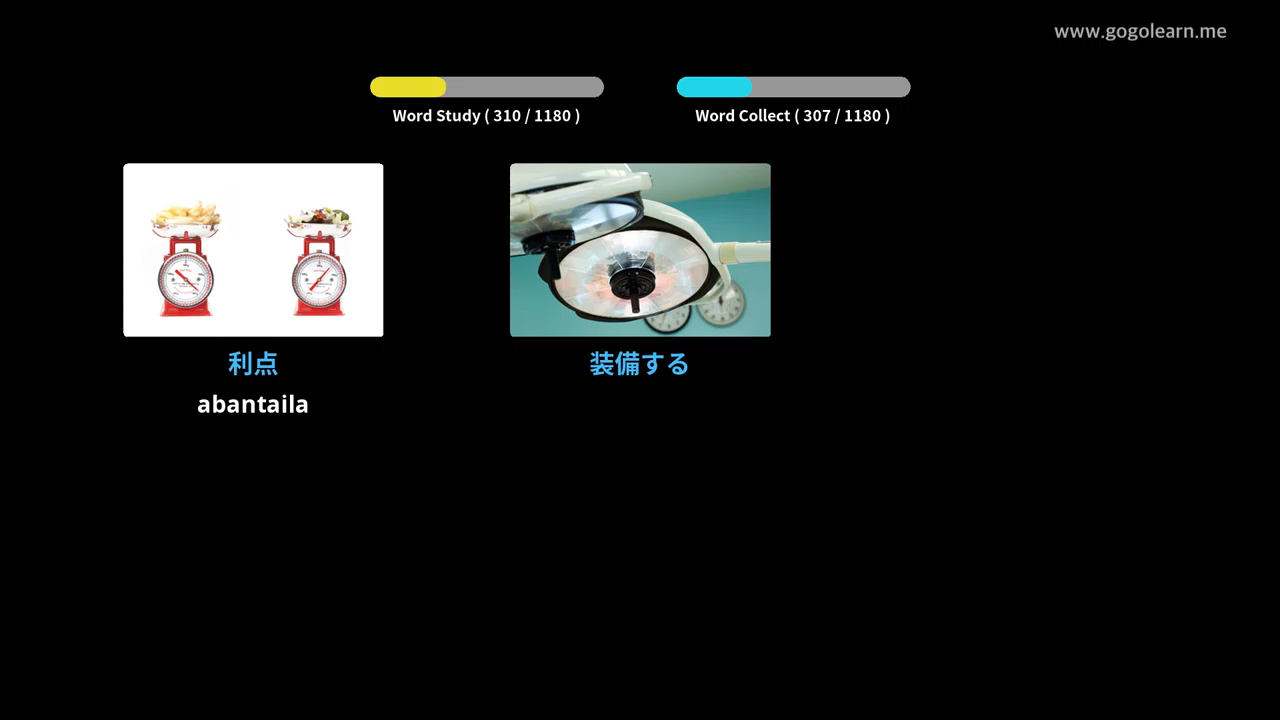 www.gogolearn.me
Word Study ( 310 / 1180 )
Word Collect ( 307 / 1180 )
利点
装備する
abantaila